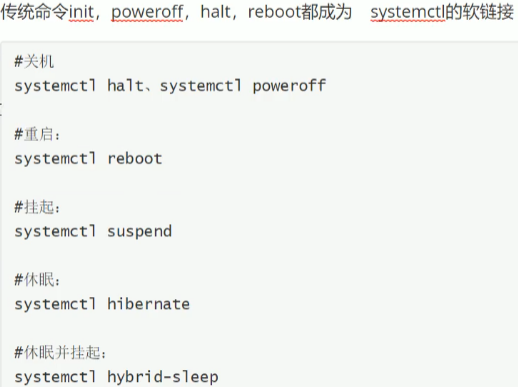 传统命令init，poweroff，halt，reboot都成为 systemctl的软链接
#关机
systemctl halt、systemctl poweroff
#重启：
systemctl reboot
#挂起：
systemctl suspend
#休眠：
systemctl hibernate
#休眠并挂起：
systemctl hybrid-sleep